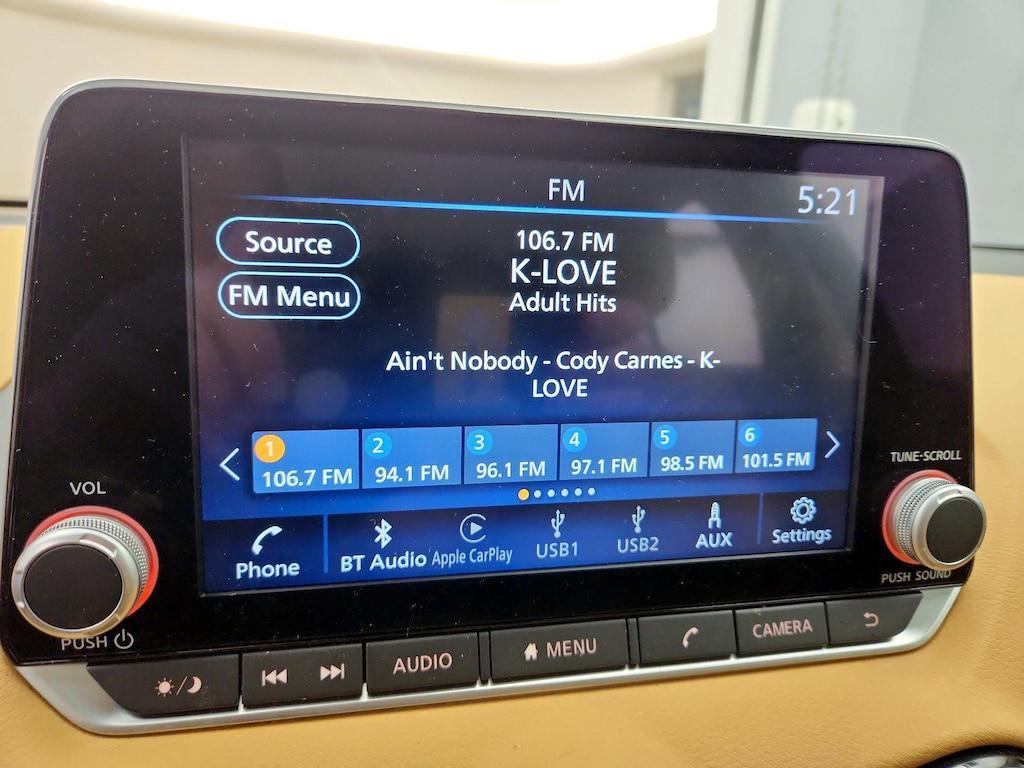 FM
5:21
Source
106.7 FM
K-LOVE
FM Menu
Adult Hits
Ain't Nobody - Cody Carnes - K-
LOVE
1
2
3
4
5
6
106.7 FM
94.1 FM
96.1 FM
97.1 FM
98.5 FM
101.5 FM
VOL
TUNE-SCROLL
Phone
BT Audio
Apple CarPlay
USB1
USB2
AUX
Settings
PUSH
PUSH SOUND
AUDIO
MENU
CAMERA